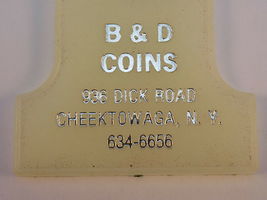 B & D
COINS
936 DICK ROAD
CHEEKTOWAGA, N. Y.
634-6656